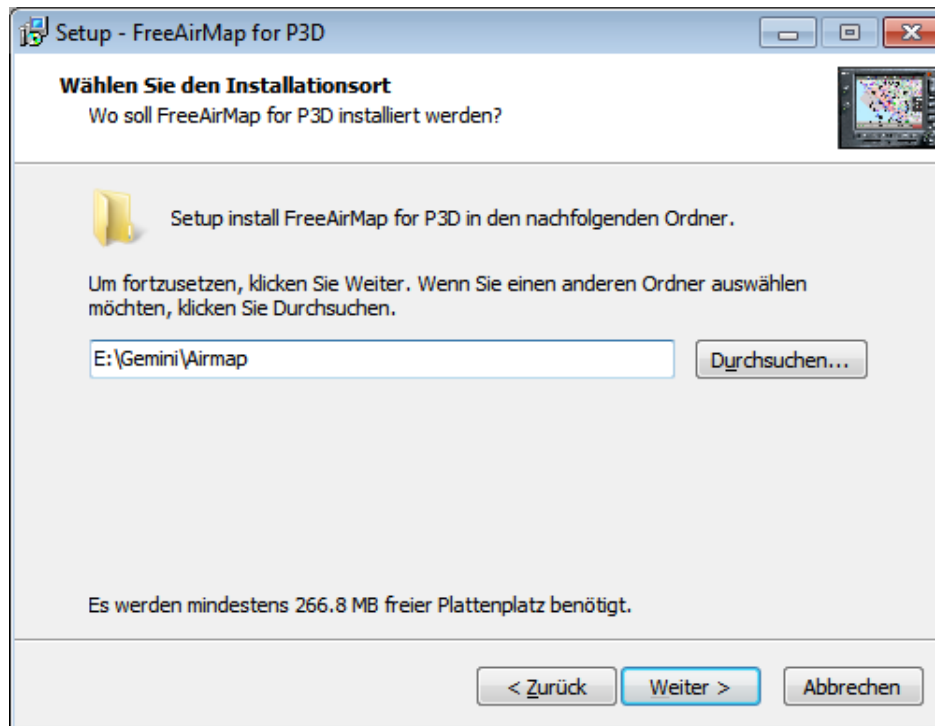 Setup - FreeAirMap for P3D
Wählen Sie den Installationsort
Wo soll FreeAirMap for P3D installiert werden?
Setup install FreeAirMap for P3D in den nachfolgenden Ordner.
Um fortzusetzen, klicken Sie Weiter. Wenn Sie einen anderen Ordner auswählen
möchten, klicken Sie Durchsuchen.
E:\Gemini\Airmap
Durchsuchen...
Es werden mindestens 266.8 MB freier Plattenplatz benötigt.
< Zurück
Weiter >
Abbrechen